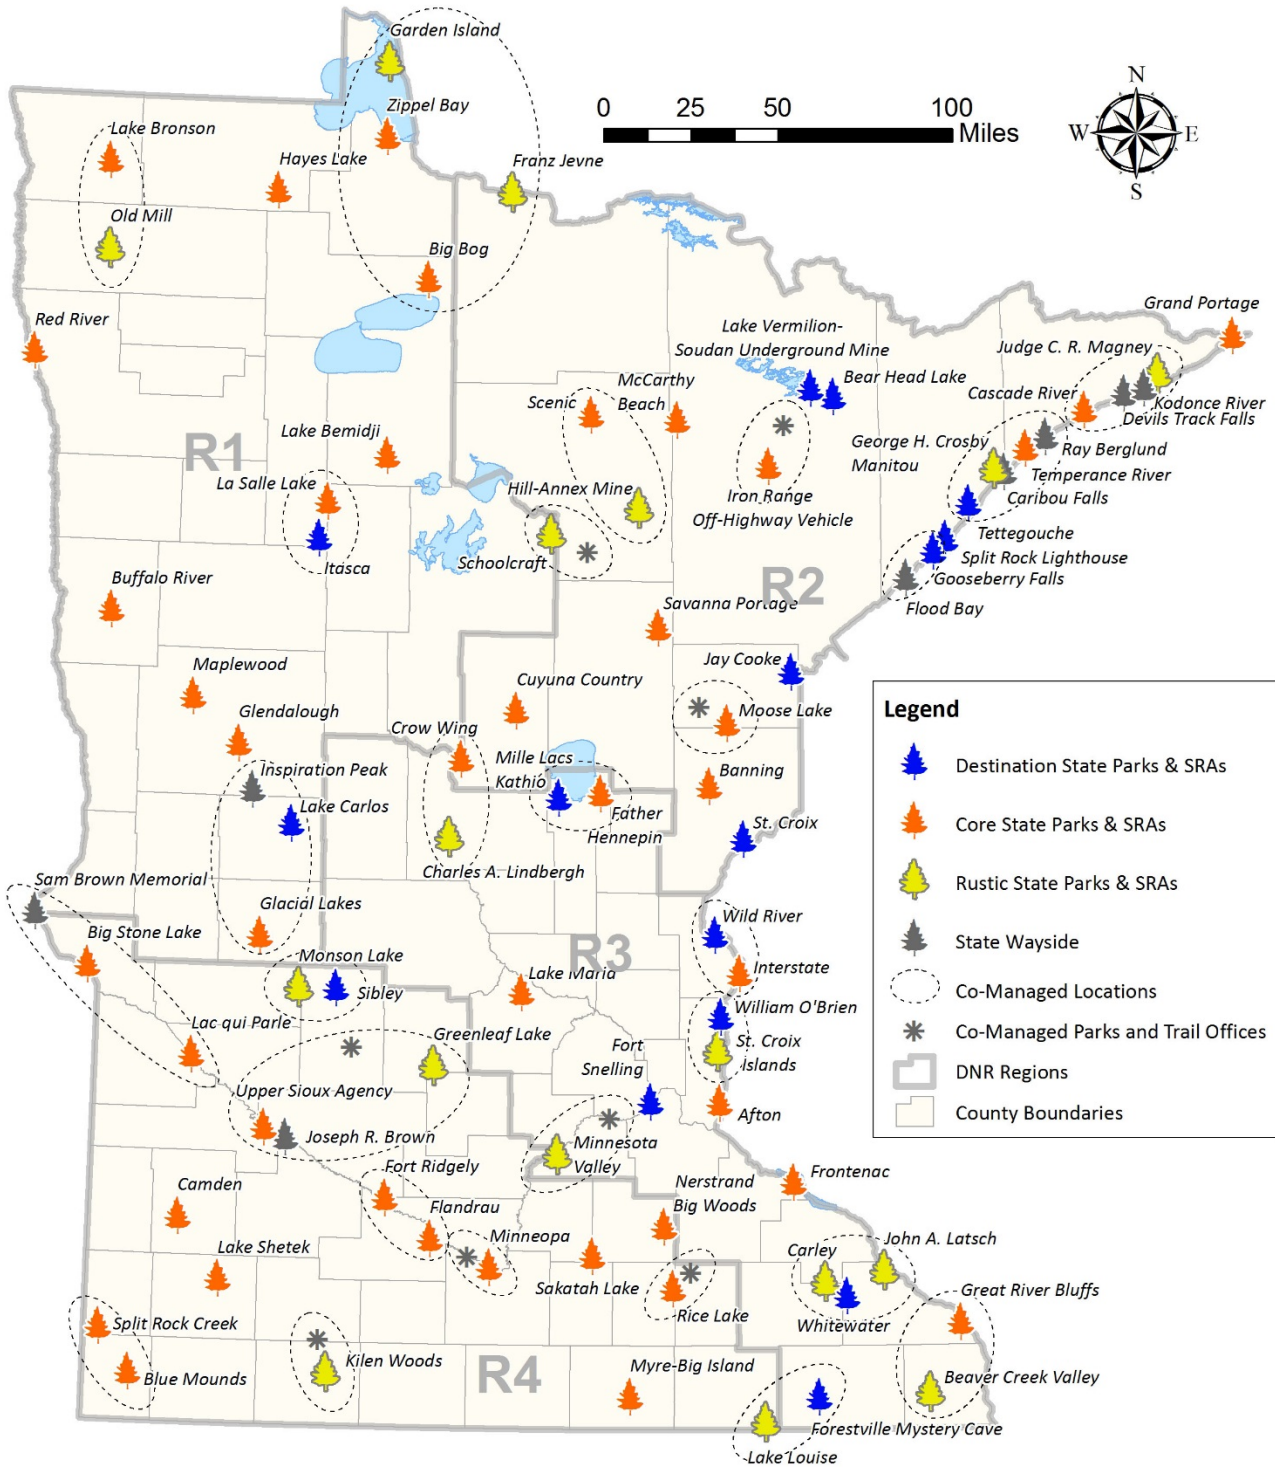 Garden Island
Zippel Bay
Lake Bronson
Hayes Lake
Franz Jevne
Old Mill
Big Bog
0 25 50 100
Miles
N
W E
S
Red River
Grand Portage
Lake Vermilion-
Soudan Underground Mine
Judge C. R. Magney
Bear Head Lake
McCarthy
Beach
Scenic
Cascade River
Kodonce River
Devils Track Falls
Lake Bemidji
R1
George H. Crosby
Manitou
Ray Berglund
Temperance River
La Salle Lake
Hill-Annex Mine
Iron Range
Off-Highway Vehicle
Caribou Falls
Tettegouche
Itasca
Schoolcraft
Split Rock Lighthouse
Gooseberry Falls
Buffalo River
R2
Flood Bay
Savanna Portage
Maplewood
Jay Cooke
Cuyuna Country
Glendalough
Moose Lake
Crow Wing
Mille Lacs
Kathio
Inspiration Peak
Banning
Lake Carlos
Father
Hennepin
St. Croix
Charles A. Lindbergh
Sam Brown Memorial
Glacial Lakes
Wild River
Big Stone Lake
R3
Monson Lake
Lake Maria
Interstate
Sibley
William O'Brien
Lac qui Parle
Greenleaf Lake
Fort
Snelling
St. Croix
Islands
Upper Sioux Agency
Afton
Joseph R. Brown
Minnesota
Valley
Fort Ridgely
Nerstrand
Big Woods
Frontenac
Camden
Flandrau
Minneopa
Lake Shetek
Carley
John A. Latsch
Sakatah Lake
Rice Lake
Great River Bluffs
Split Rock Creek
Whitewater
Kilen Woods
Myre-Big Island
Blue Mounds
R4
Beaver Creek Valley
Forestville Mystery Cave
Lake Louise
Legend
Destination State Parks & SRAs
Core State Parks & SRAs
Rustic State Parks & SRAs
State Wayside
Co-Managed Locations
Co-Managed Parks and Trail Offices
DNR Regions
County Boundaries